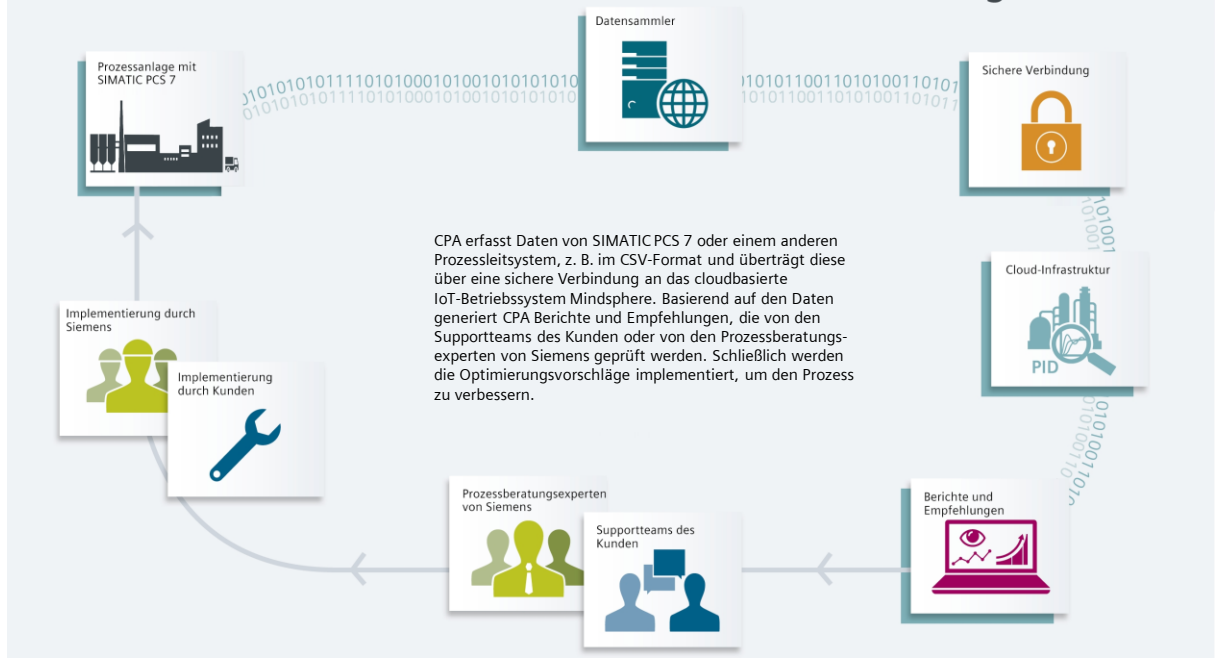 Datensammler
Prozessanlage mit
SIMATIC PCS 7
Sichere Verbindung
CPA erfasst Daten von SIMATIC PCS 7 oder einem anderen
Prozessleitsystem, z. B. im CSV-Format und überträgt diese
über eine sichere Verbindung an das cloudbasierte
IoT-Betriebssystem Mindsphere. Basierend auf den Daten
generiert CPA Berichte und Empfehlungen, die von den
Supportteams des Kunden oder von den Prozessberatungs-
experten von Siemens geprüft werden. Schließlich werden
die Optimierungsvorschläge implementiert, um den Prozess
zu verbessern.
Cloud-Infrastruktur
PID
Implementierung durch
Siemens
Implementierung
durch Kunden
Prozessberatungsexperten
von Siemens
Supportteams des
Kunden
Berichte und
Empfehlungen